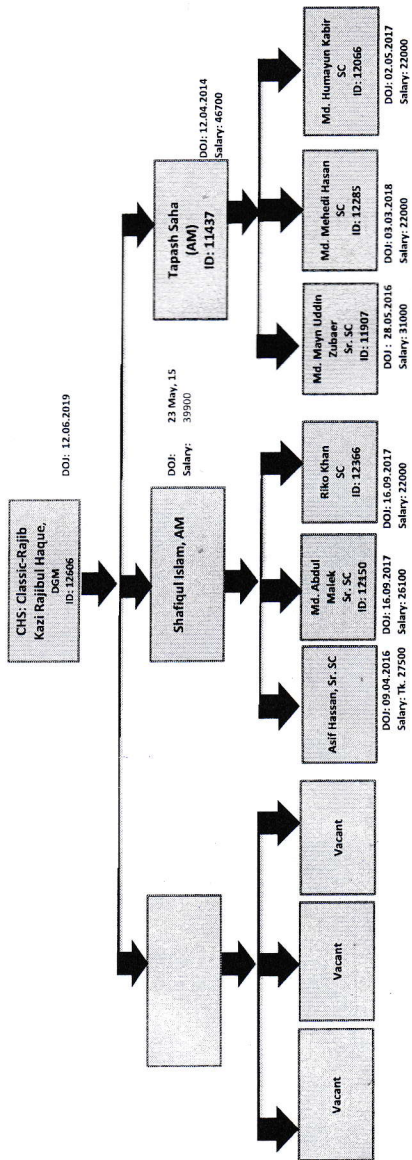 CHS: Classic-Rajib
Kazi Rajibul Haque,
DGM
ID: 12606
DOJ: 12.06.2019
Shafiqul Islam, AM
DOJ: 23 May, 15
Salary: 39900
Tapash Saha
(AM)
ID: 11437
DOJ: 12.04.2014
Salary: 46700
Vacant
Vacant
Vacant
Asif Hassan, Sr. SC
DOJ: 09.04.2016
Salary: Tk. 27500
Md. Abdul
Malek
Sr. SC
ID: 12150
DOJ: 16.09.2017
Salary: 26100
Riko Khan
SC
ID: 12366
DOJ: 16.09.2017
Salary: 22000
Md. Mayn Uddin
Zubaer
Sr. SC
ID: 11907
DOJ : 28.05.2016
Salary: 31000
Md. Mehedi Hasan
SC
ID: 12285
DOJ: 03.03.2018
Salary: 22000
Md. Humayun Kabir
SC
ID: 12066
DOJ: 02.05.2017
Salary: 22000